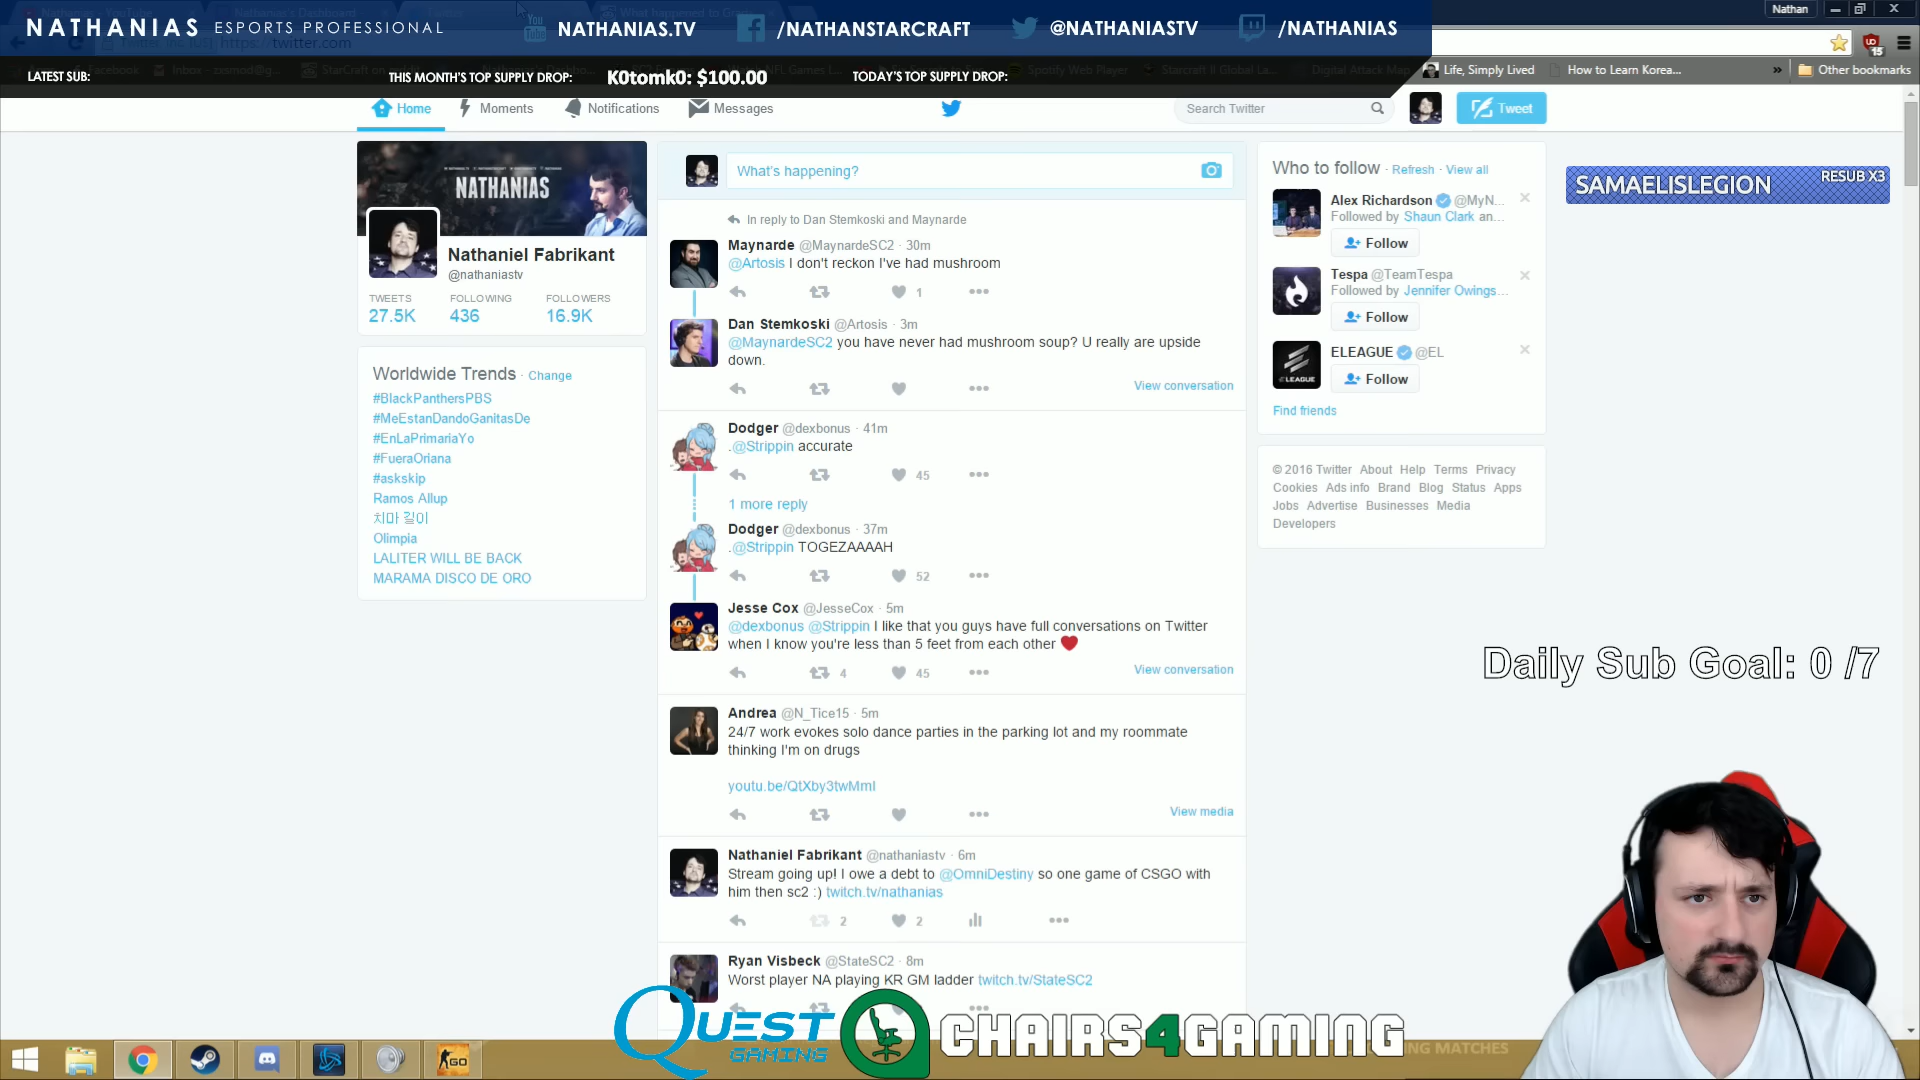 NATHANIAS ESPORTS PROFESSIONAL
You Tube NATHANIAS.TV
/NATHANSTARCRAFT
@NATHANIASTV
/NATHANIAS
Nathan
https://twitter.com
15
LATEST SUB:
THIS MONTH'S TOP SUPPLY DROP: K0tomk0: $100.00
TODAY'S TOP SUPPLY DROP:
Life, Simply Lived
How to Learn Korea...
» Other bookmarks
Home
Moments
Notifications
Messages
Search Twitter
Tweet
NATHANIAS
Nathaniel Fabrikant
@nathaniastv
TWEETS FOLLOWING FOLLOWERS
27.5K 436 16.9K
Worldwide Trends · Change
#BlackPanthersPBS
#MeEstanDandoGanitasDe
#EnLaPrimariaYo
#FueraOriana
#askskip
Ramos Allup
치마 길이
Olimpia
LALITER WILL BE BACK
MARAMA DISCO DE ORO
What's happening?
In reply to Dan Stemkoski and Maynarde
Maynarde @MaynardeSC2 · 30m
@Artosis I don't reckon I've had mushroom
1
Dan Stemkoski @Artosis · 3m
@MaynardeSC2 you have never had mushroom soup? U really are upside
down.
View conversation
Dodger @dexbonus · 41m
.@Strippin accurate
45
1 more reply
Dodger @dexbonus · 37m
.@Strippin TOGEZAAAAH
52
Jesse Cox @JesseCox · 5m
@dexbonus @Strippin I like that you guys have full conversations on Twitter
when I know you're less than 5 feet from each other ❤
4 45
View conversation
Andrea @N_Tice15 · 5m
24/7 work evokes solo dance parties in the parking lot and my roommate
thinking I'm on drugs
youtu.be/QtXby3twMmI
View media
Nathaniel Fabrikant @nathaniastv · 6m
Stream going up! I owe a debt to @OmniDestiny so one game of CSGO with
him then sc2 :) twitch.tv/nathanias
2 2
Ryan Visbeck @StateSC2 · 8m
Worst player NA playing KR GM ladder twitch.tv/StateSC2
Who to follow · Refresh · View all
Alex Richardson @MyN...
Followed by Shaun Clark an...
Follow
Tespa @TeamTespa
Followed by Jennifer Owings...
Follow
ELEAGUE @EL
Follow
ELEAGUE
Find friends
© 2016 Twitter About Help Terms Privacy
Cookies Ads info Brand Blog Status Apps
Jobs Advertise Businesses Media
Developers
SAMAELISLEGION RESUB X3
Daily Sub Goal: 0 /7
QUEST GAMING
CHAIRS4GAMING
NG MATCHES
GO